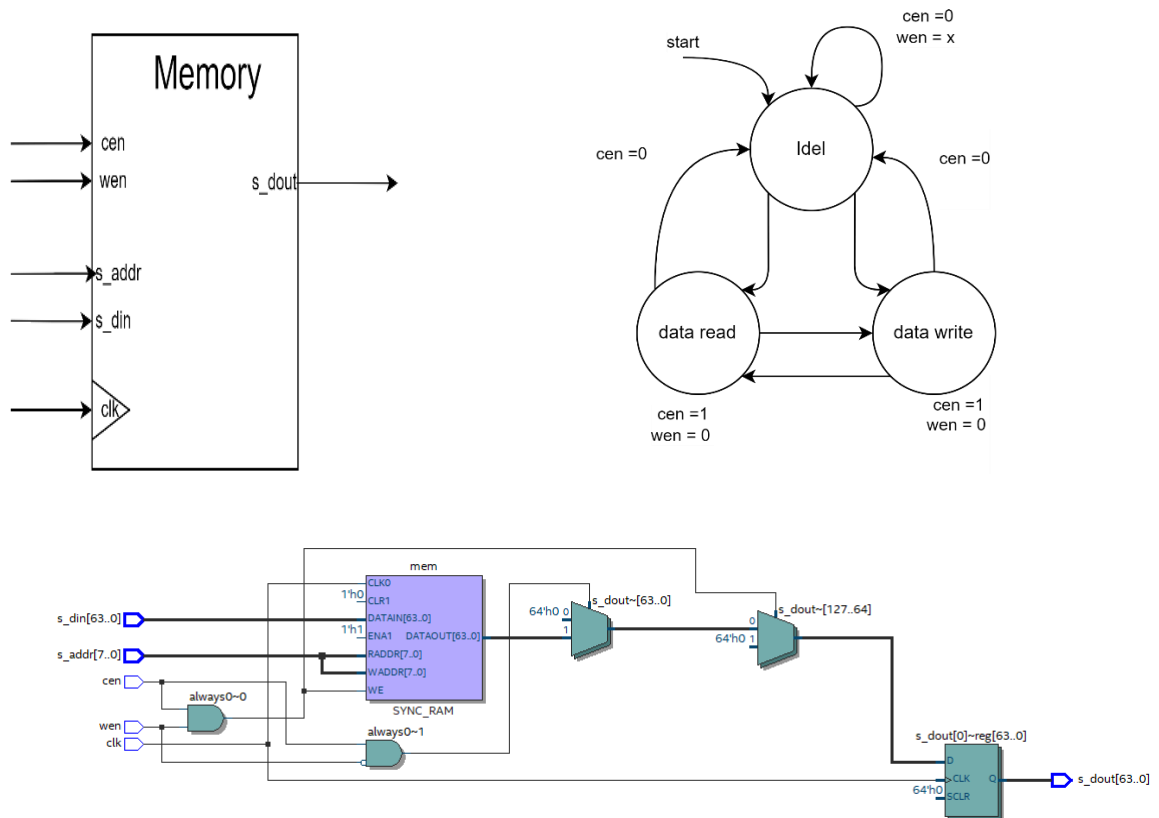 Memory
cen
wen
s_dout
s_addr
s_din
clk
cen =0
wen = x
start
Idel
cen =0
cen =0
data read
data write
cen =1
wen = 0
cen =1
wen = 0
mem
CLK0
1'h0
CLR1
s_din[63..0]
DATAIN[63..0]
1'h1
ENA1
DATAOUT[63..0]
s_addr[7..0]
RADDR[7..0]
WADDR[7..0]
WE
SYNC_RAM
cen
always0~0
wen
clk
always0~1
s_dout~[63..0]
64'h0
0
1
s_dout~[127..64]
0
64'h0
1
s_dout[0]~reg[63..0]
D
CLK
Q
64'h0
SCLR
s_dout[63..0]